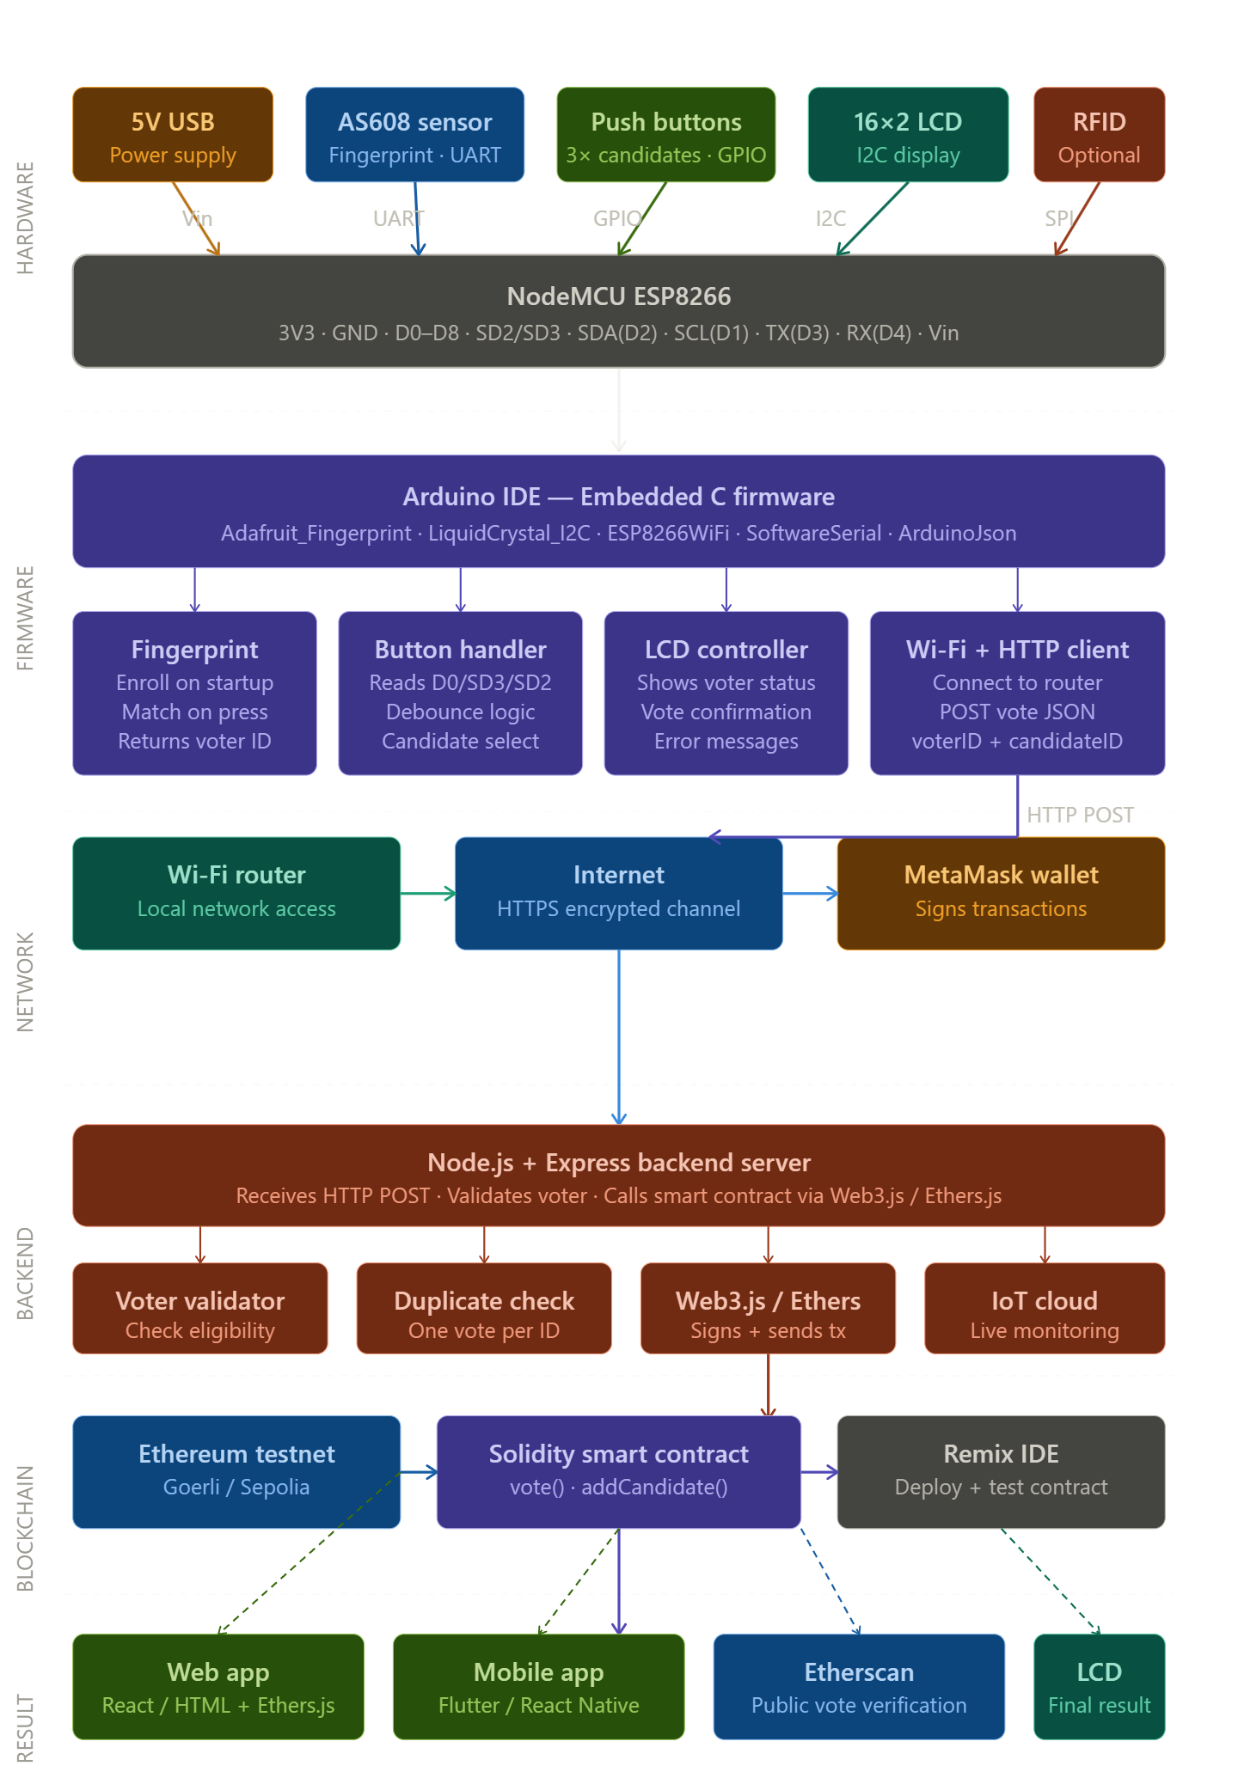 HARDWARE
5V USB
Power supply
AS608 sensor
Fingerprint · UART
Push buttons
3× candidates · GPIO
16×2 LCD
I2C display
RFID
Optional
Vin
UART
GPIO
I2C
SPI
NodeMCU ESP8266
3V3 · GND · D0–D8 · SD2/SD3 · SDA(D2) · SCL(D1) · TX(D3) · RX(D4) · Vin
FIRMWARE
Arduino IDE — Embedded C firmware
Adafruit_Fingerprint · LiquidCrystal_I2C · ESP8266WiFi · SoftwareSerial · ArduinoJson
Fingerprint
Enroll on startup
Match on press
Returns voter ID
Button handler
Reads D0/SD3/SD2
Debounce logic
Candidate select
LCD controller
Shows voter status
Vote confirmation
Error messages
Wi-Fi + HTTP client
Connect to router
POST vote JSON
voterID + candidateID
HTTP POST
NETWORK
Wi-Fi router
Local network access
Internet
HTTPS encrypted channel
MetaMask wallet
Signs transactions
BACKEND
Node.js + Express backend server
Receives HTTP POST · Validates voter · Calls smart contract via Web3.js / Ethers.js
Voter validator
Check eligibility
Duplicate check
One vote per ID
Web3.js / Ethers
Signs + sends tx
IoT cloud
Live monitoring
BLOCKCHAIN
Ethereum testnet
Goerli / Sepolia
Solidity smart contract
vote() · addCandidate()
Remix IDE
Deploy + test contract
RESULT
Web app
React / HTML + Ethers.js
Mobile app
Flutter / React Native
Etherscan
Public vote verification
LCD
Final result